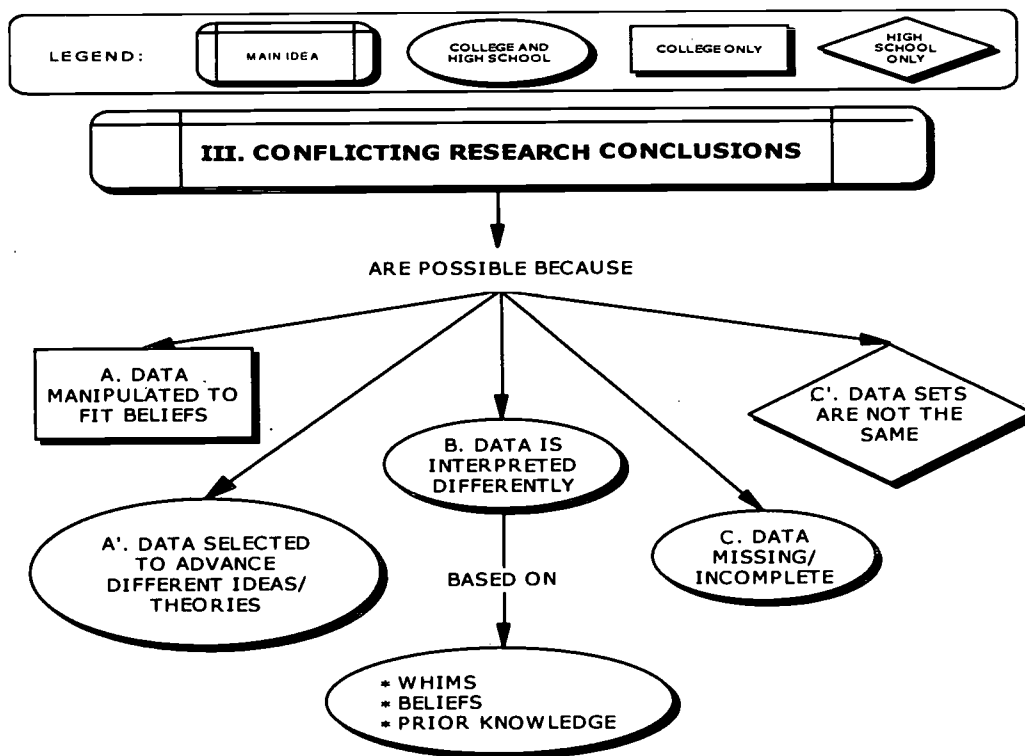 LEGEND:
MAIN IDEA
COLLEGE AND
HIGH SCHOOL
COLLEGE ONLY
HIGH
SCHOOL
ONLY
III. CONFLICTING RESEARCH CONCLUSIONS
ARE POSSIBLE BECAUSE
A. DATA
MANIPULATED TO
FIT BELIEFS
C'. DATA SETS
ARE NOT THE
SAME
B. DATA IS
INTERPRETED
DIFFERENTLY
A'. DATA SELECTED
TO ADVANCE
DIFFERENT IDEAS/
THEORIES
C. DATA
MISSING/
INCOMPLETE
BASED ON
* WHIMS
* BELIEFS
* PRIOR KNOWLEDGE